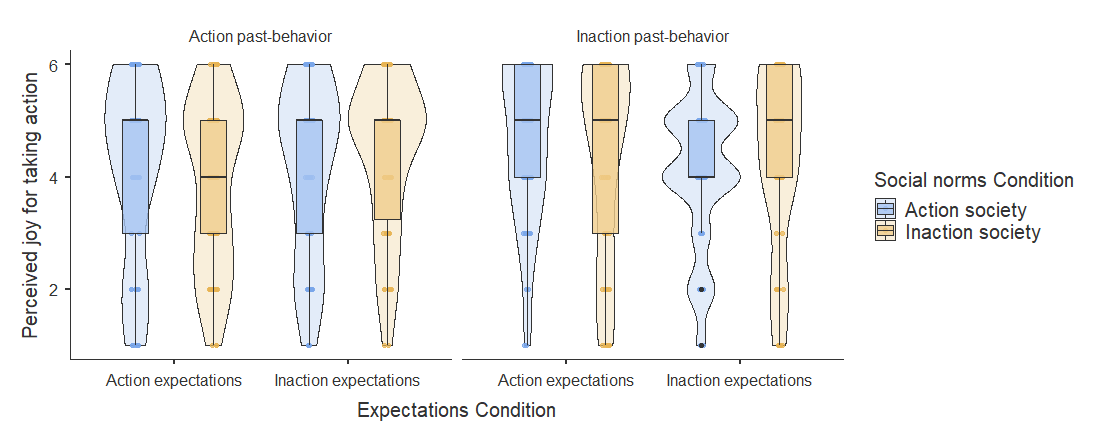 Action past-behavior
Inaction past-behavior
Perceived joy for taking action
6
4
2
Action expectations
Inaction expectations
Action expectations
Inaction expectations
Expectations Condition
Social norms Condition
Action society
Inaction society